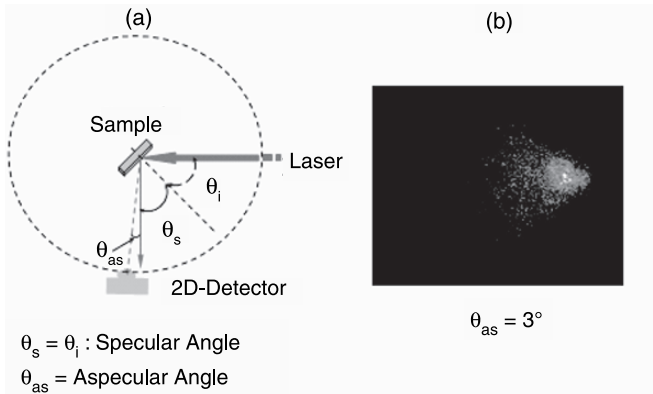 (a)
Sample
Laser
θi
θs
θas
2D-Detector
θs = θi : Specular Angle
θas = Aspecular Angle
(b)
θas = 3°